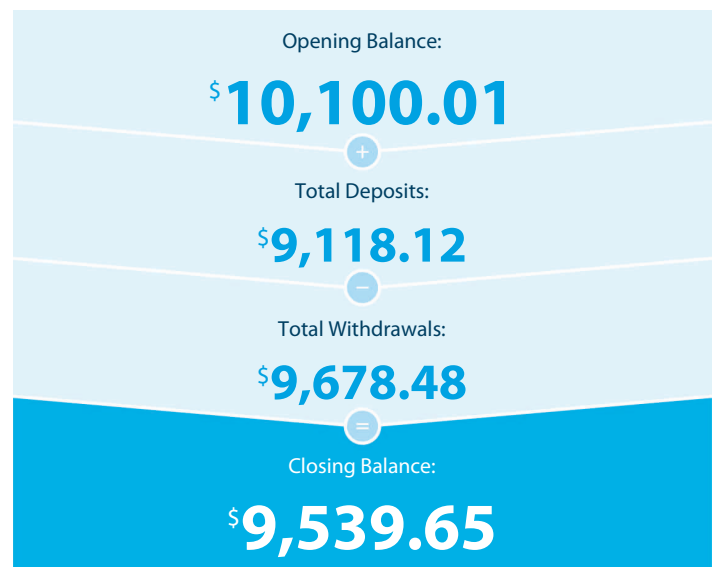 Opening Balance:
$10,100.01
+
Total Deposits:
$9,118.12
−
Total Withdrawals:
$9,678.48
=
Closing Balance:
$9,539.65